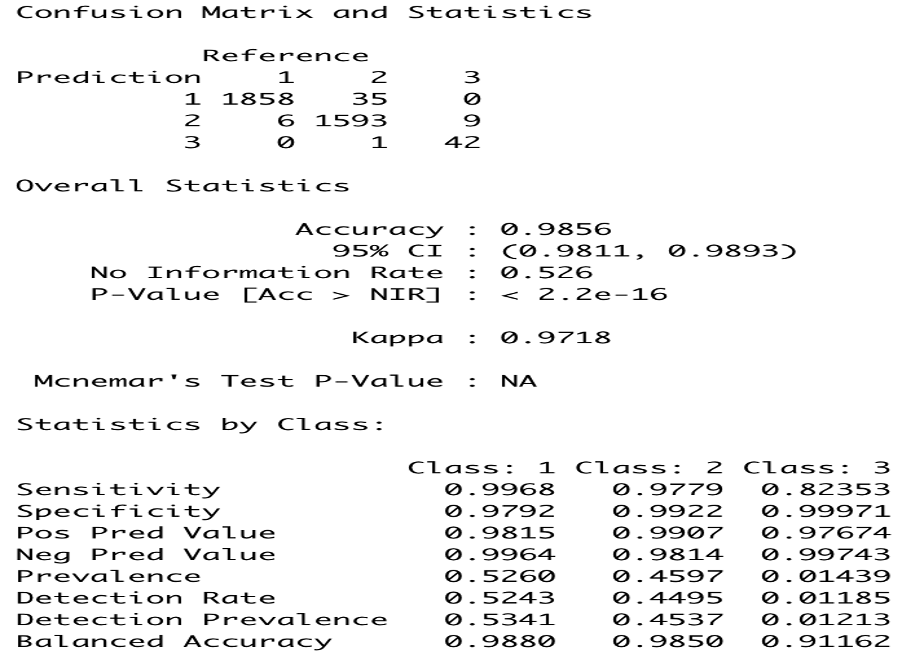 Confusion Matrix and Statistics
Reference
Prediction 1 2 3
1 1858 35 0
2 6 1593 9
3 0 1 42
Overall Statistics
Accuracy : 0.9856
95% CI : (0.9811, 0.9893)
No Information Rate : 0.526
P-Value [Acc > NIR] : < 2.2e-16
Kappa : 0.9718
Mcnemar's Test P-Value : NA
Statistics by Class:
Class: 1 Class: 2 Class: 3
Sensitivity 0.9968 0.9779 0.82353
Specificity 0.9792 0.9922 0.99971
Pos Pred Value 0.9815 0.9907 0.97674
Neg Pred Value 0.9964 0.9814 0.99743
Prevalence 0.5260 0.4597 0.01439
Detection Rate 0.5243 0.4495 0.01185
Detection Prevalence 0.5341 0.4537 0.01213
Balanced Accuracy 0.9880 0.9850 0.91162